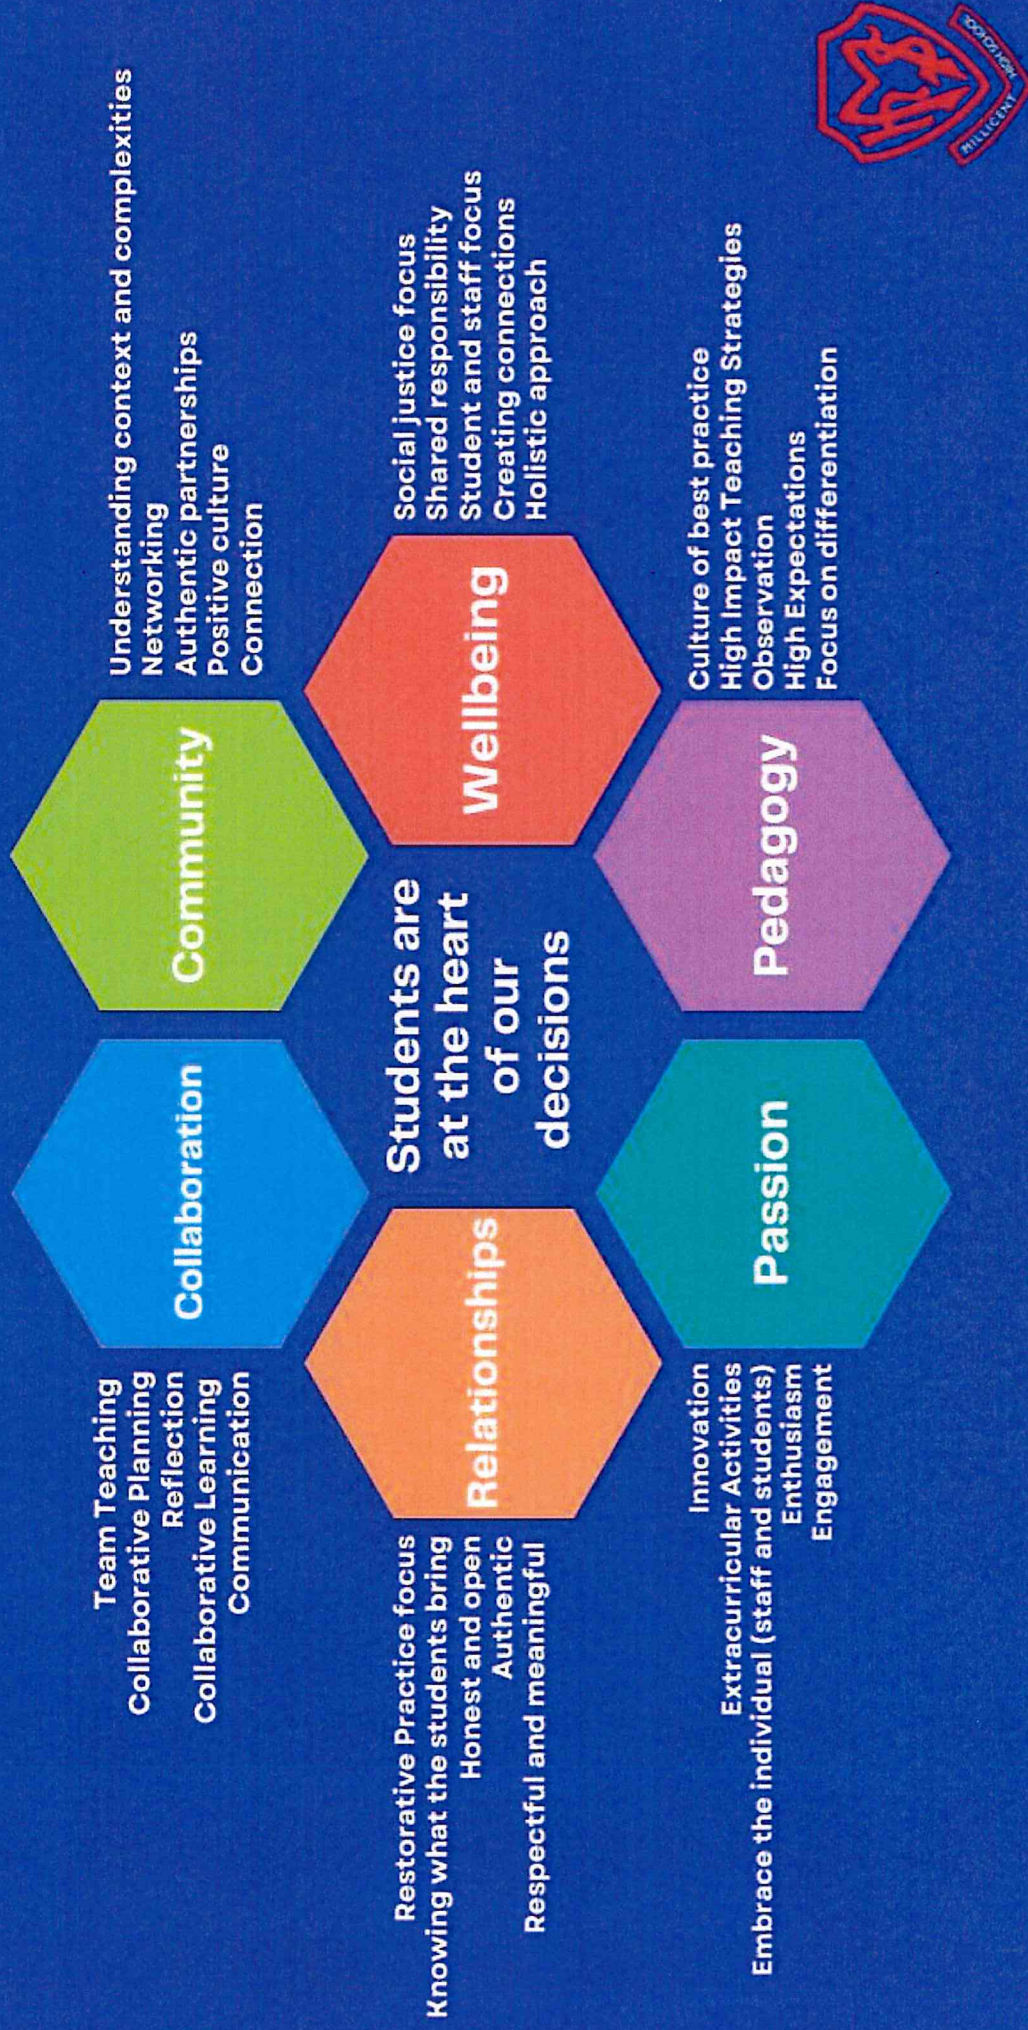 Team Teaching
Collaborative Planning
Reflection
Collaborative Learning
Communication
Collaboration
Community
Understanding context and complexities
Networking
Authentic partnerships
Positive culture
Connection
Restorative Practice focus
Knowing what the students bring
Honest and open
Authentic
Respectful and meaningful
Relationships
Students are
at the heart
of our
decisions
Wellbeing
Social justice focus
Shared responsibility
Student and staff focus
Creating connections
Holistic approach
Innovation
Extracurricular Activities
Embrace the individual (staff and students)
Enthusiasm
Engagement
Passion
Pedagogy
Culture of best practice
High Impact Teaching Strategies
Observation
High Expectations
Focus on differentiation
MILLICENT HIGH SCHOOL